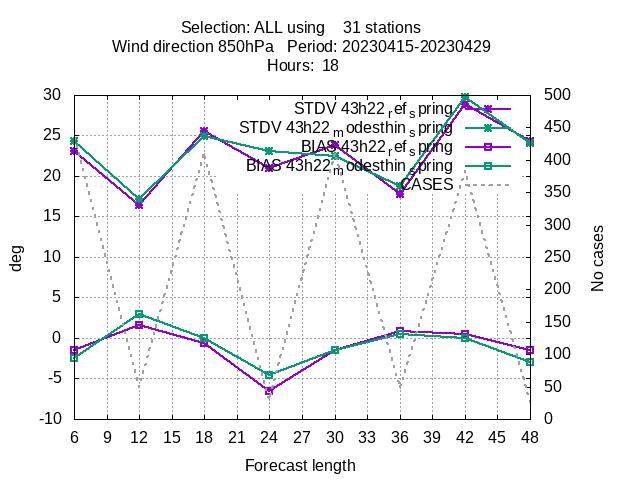 Selection: ALL using 31 stations
Wind direction 850hPa Period: 20230415-20230429
Hours: 18
STDV 43h22_ref_spring
STDV 43h22_modesthin_spring
BIAS 43h22_ref_spring
BIAS 43h22_modesthin_spring
CASES
30
25
20
15
10
5
0
-5
-10
deg
500
450
400
350
300
250
200
150
100
50
0
No cases
6 9 12 15 18 21 24 27 30 33 36 39 42 45 48
Forecast length